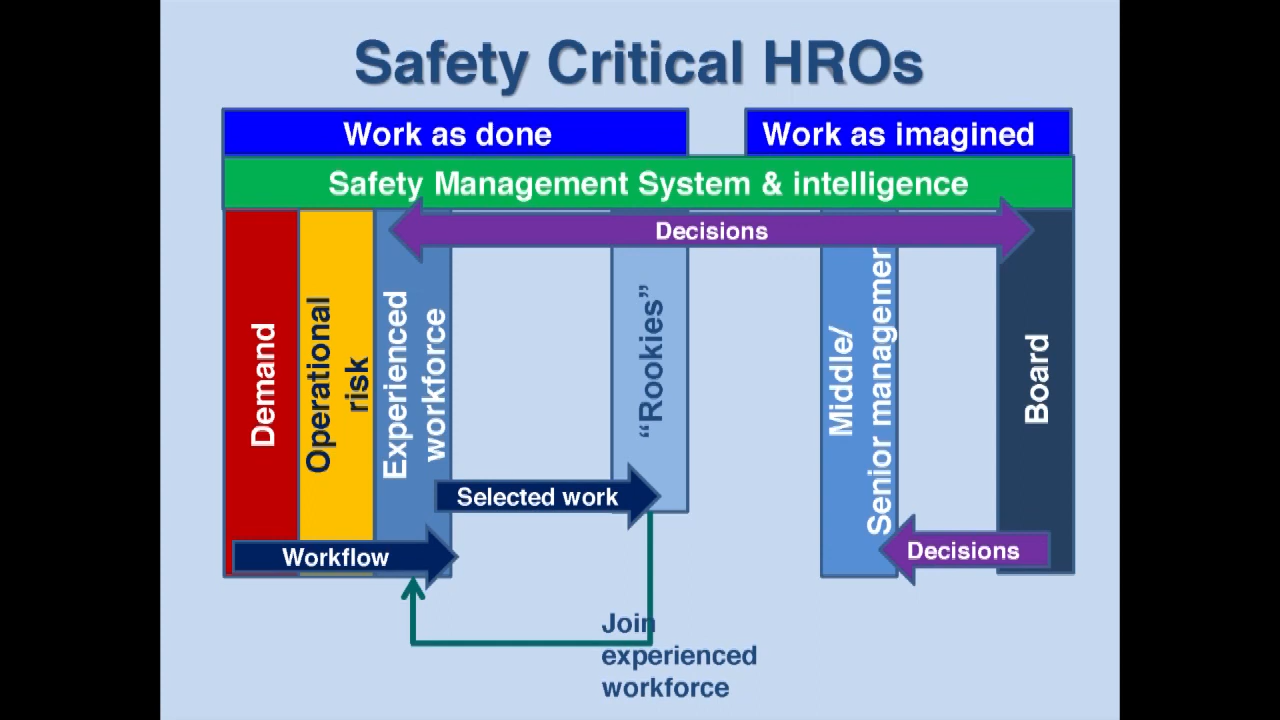 Safety Critical HROs
Work as done
Work as imagined
Safety Management System & intelligence
Decisions
Demand
Operational
risk
Experienced
workforce
“Rookies”
Middle/
Senior managemen
Board
Selected work
Workflow
Decisions
Join
experienced
workforce